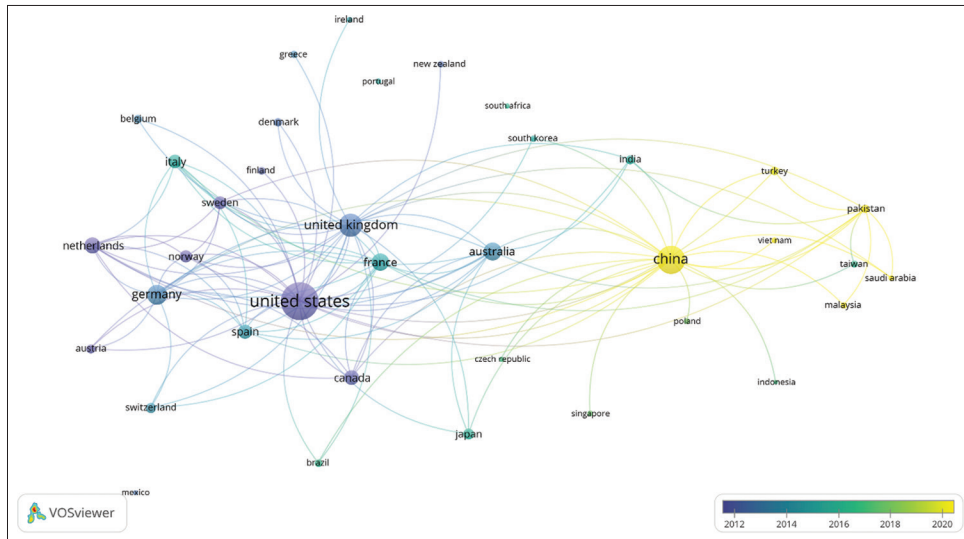 ireland
greece
new zealand
portugal
south africa
belgium
denmark
south korea
italy
finland
india
turkey
sweden
pakistan
united kingdom
netherlands
viet nam
norway
australia
china
france
taiwan
saudi arabia
germany
united states
malaysia
spain
poland
austria
czech republic
canada
indonesia
switzerland
singapore
japan
brazil
mexico
VOSviewer
2012 2014 2016 2018 2020